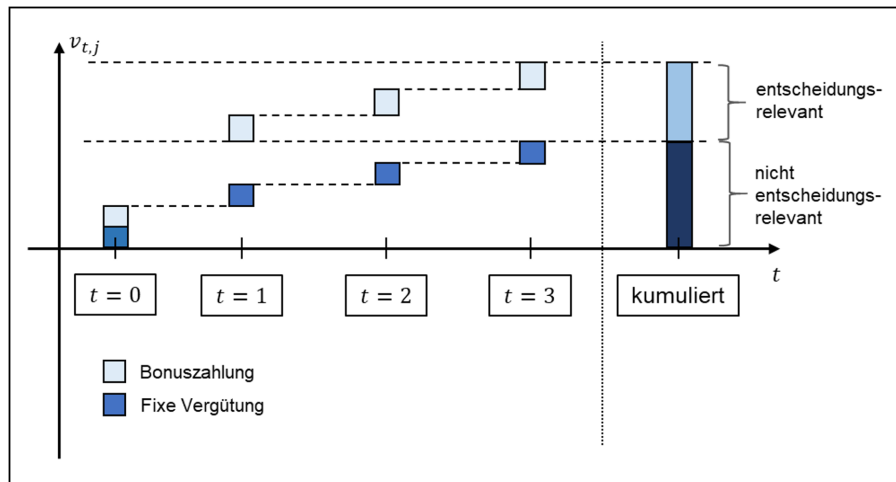 v_{t,j}
entscheidungs-
relevant
nicht
entscheidungs-
relevant
t
t = 0
t = 1
t = 2
t = 3
kumuliert
Bonuszahlung
Fixe Vergütung